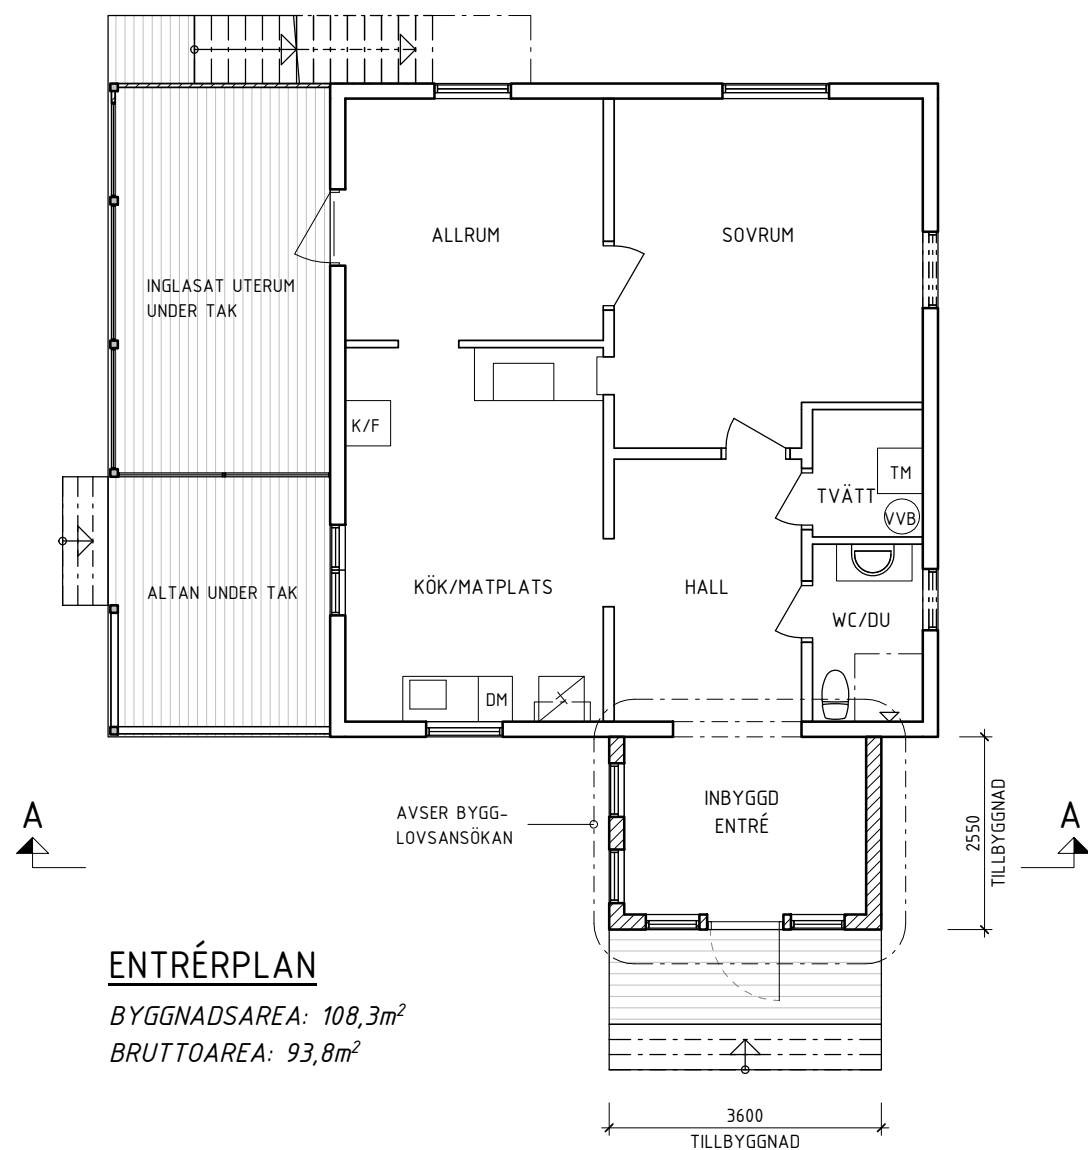 ALLRUM
SOVRUM
INGLASAT UTERUM
UNDER TAK
K/F
TM
TVÄTT
VVB
ALTAN UNDER TAK
KÖK/MATPLATS
HALL
WC/DU
DM
INBYGGD
ENTRÉ
AVSER BYGG-
LOVSANSÖKAN
A
A
2550
TILLBYGGNAD
ENTRÉRPLAN
BYGGNADSAREA: 108,3m²
BRUTTOAREA: 93,8m²
3600
TILLBYGGNAD